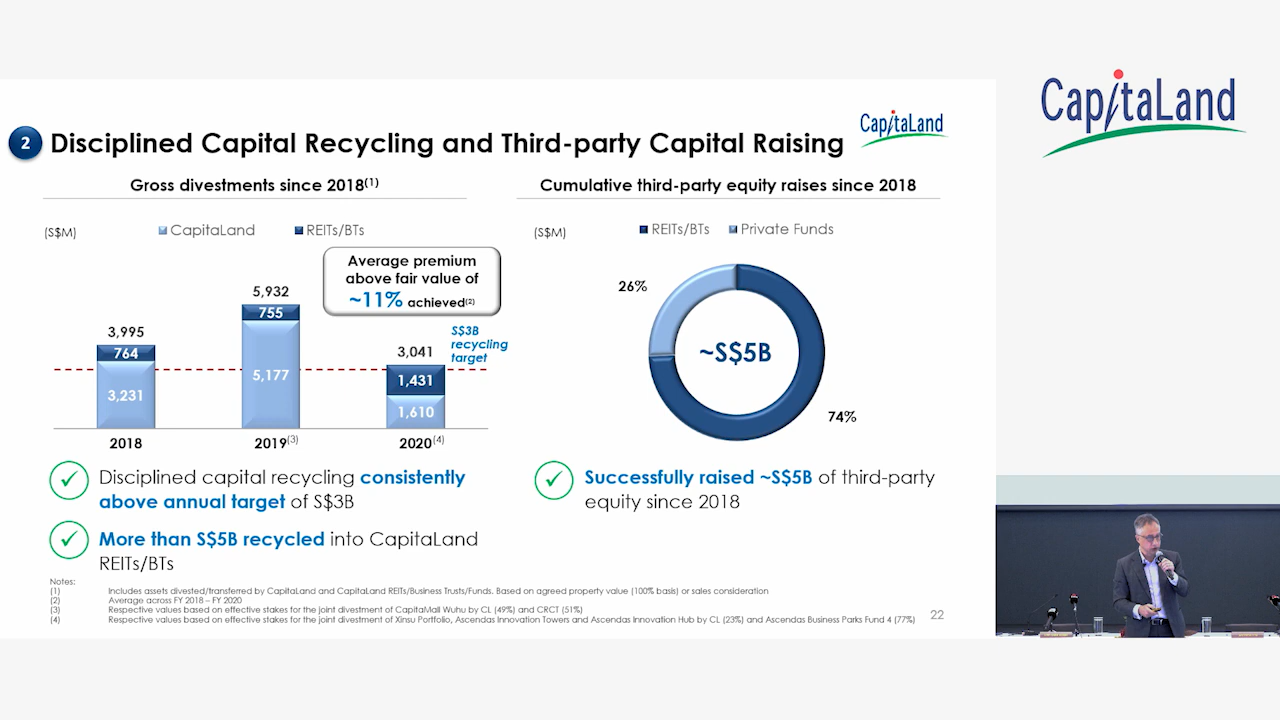 CapitaLand
2 Disciplined Capital Recycling and Third-party Capital Raising
CapitaLand
Gross divestments since 2018(1)
(S$M)
CapitaLand
REITs/BTs
Average premium
above fair value of
~11% achieved(2)
S$3B
recycling
target
3,995
764
3,231
5,932
755
5,177
3,041
1,431
1,610
2018
2019(3)
2020(4)
✓ Disciplined capital recycling consistently
above annual target of S$3B
✓ More than S$5B recycled into CapitaLand
REITs/BTs
Cumulative third-party equity raises since 2018
(S$M)
REITs/BTs
Private Funds
26%
~S$5B
74%
✓ Successfully raised ~S$5B of third-party
equity since 2018
Notes:
(1) Includes assets divested/transferred by CapitaLand and CapitaLand REITs/Business Trusts/Funds. Based on agreed property value (100% basis) or sales consideration
(2) Average across FY 2018 – FY 2020
(3) Respective values based on effective stakes for the joint divestment of CapitaMall Wuhu by CL (49%) and CRCT (51%)
(4) Respective values based on effective stakes for the joint divestment of Xinsu Portfolio, Ascendas Innovation Towers and Ascendas Innovation Hub by CL (23%) and Ascendas Business Parks Fund 4 (77%)
22